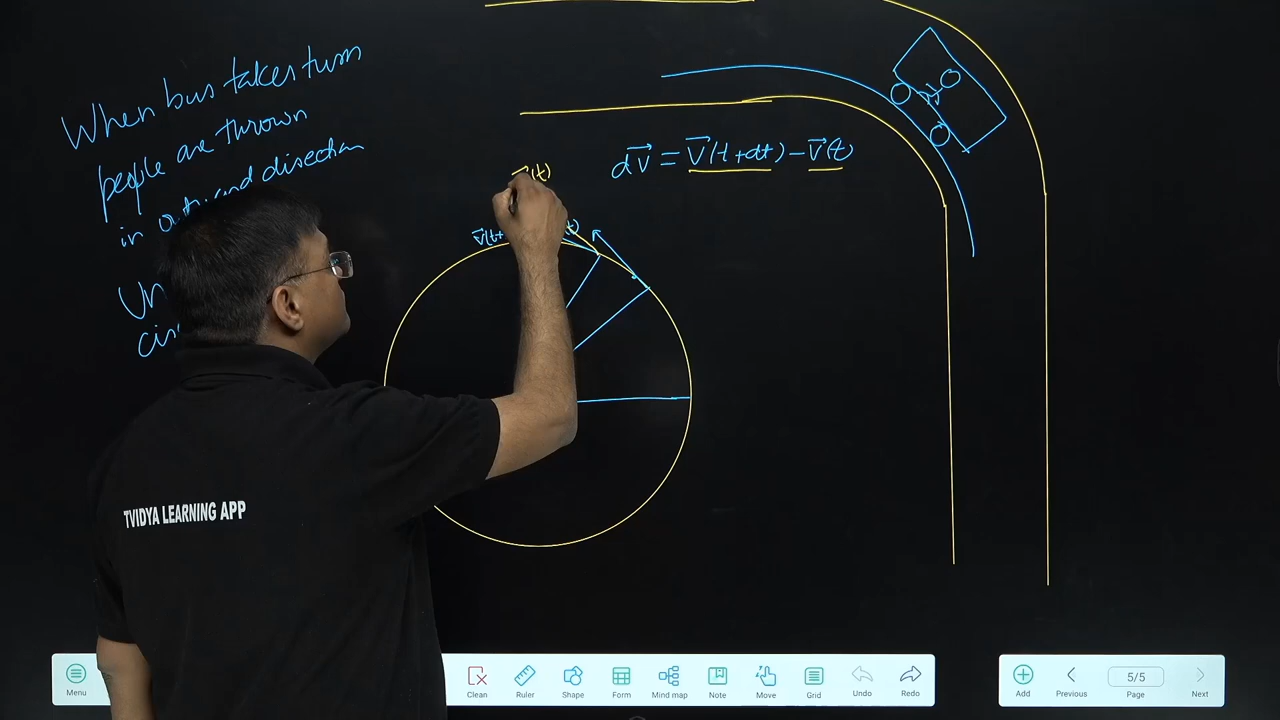 When bus takes turn
people are thrown
in outward direction
dV = V(t+dt) - V(t)
(t)
V(t+
TVIDYA LEARNING APP
Menu
Clean
Ruler
Shape
Form
Mind map
Note
Move
Grid
Undo
Redo
Add
Previous
5/5
Page
Next